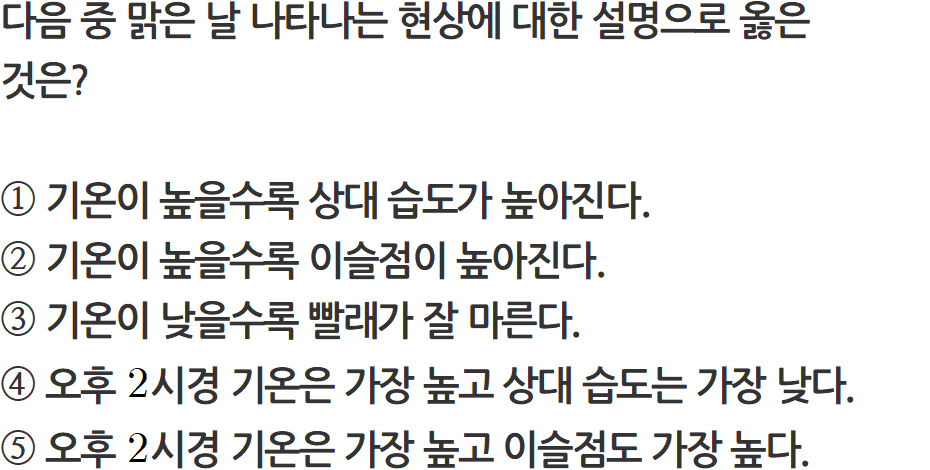 다음 중 맑은 날 나타나는 현상에 대한 설명으로 옳은
것은?
① 기온이 높을수록 상대 습도가 높아진다.
② 기온이 높을수록 이슬점이 높아진다.
③ 기온이 낮을수록 빨래가 잘 마른다.
④ 오후 2시경 기온은 가장 높고 상대 습도는 가장 낮다.
⑤ 오후 2시경 기온은 가장 높고 이슬점도 가장 높다.